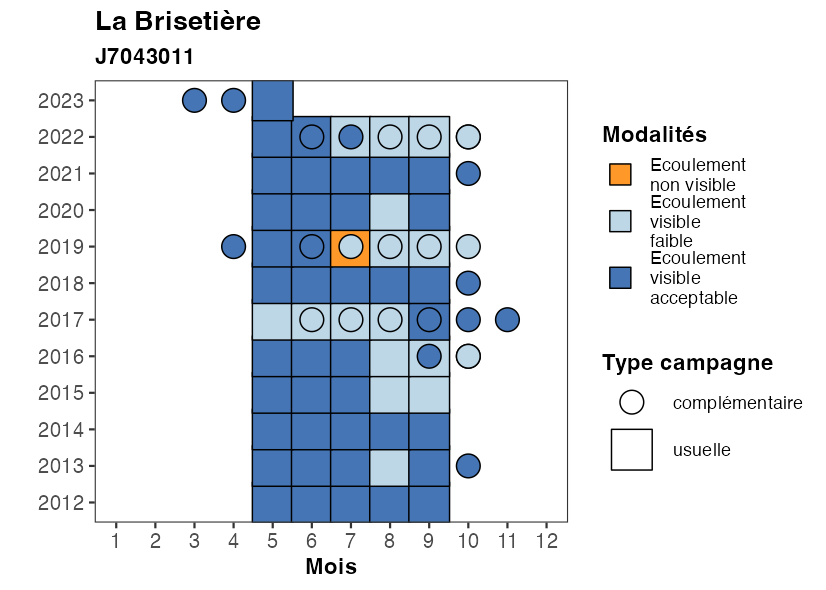 La Brisetière
J7043011
2023
2022
2021
2020
2019
2018
2017
2016
2015
2014
2013
2012
1 2 3 4 5 6 7 8 9 10 11 12
Mois
Modalités
Ecoulement
non visible
Ecoulement
visible
faible
Ecoulement
visible
acceptable
Type campagne
complémentaire
usuelle